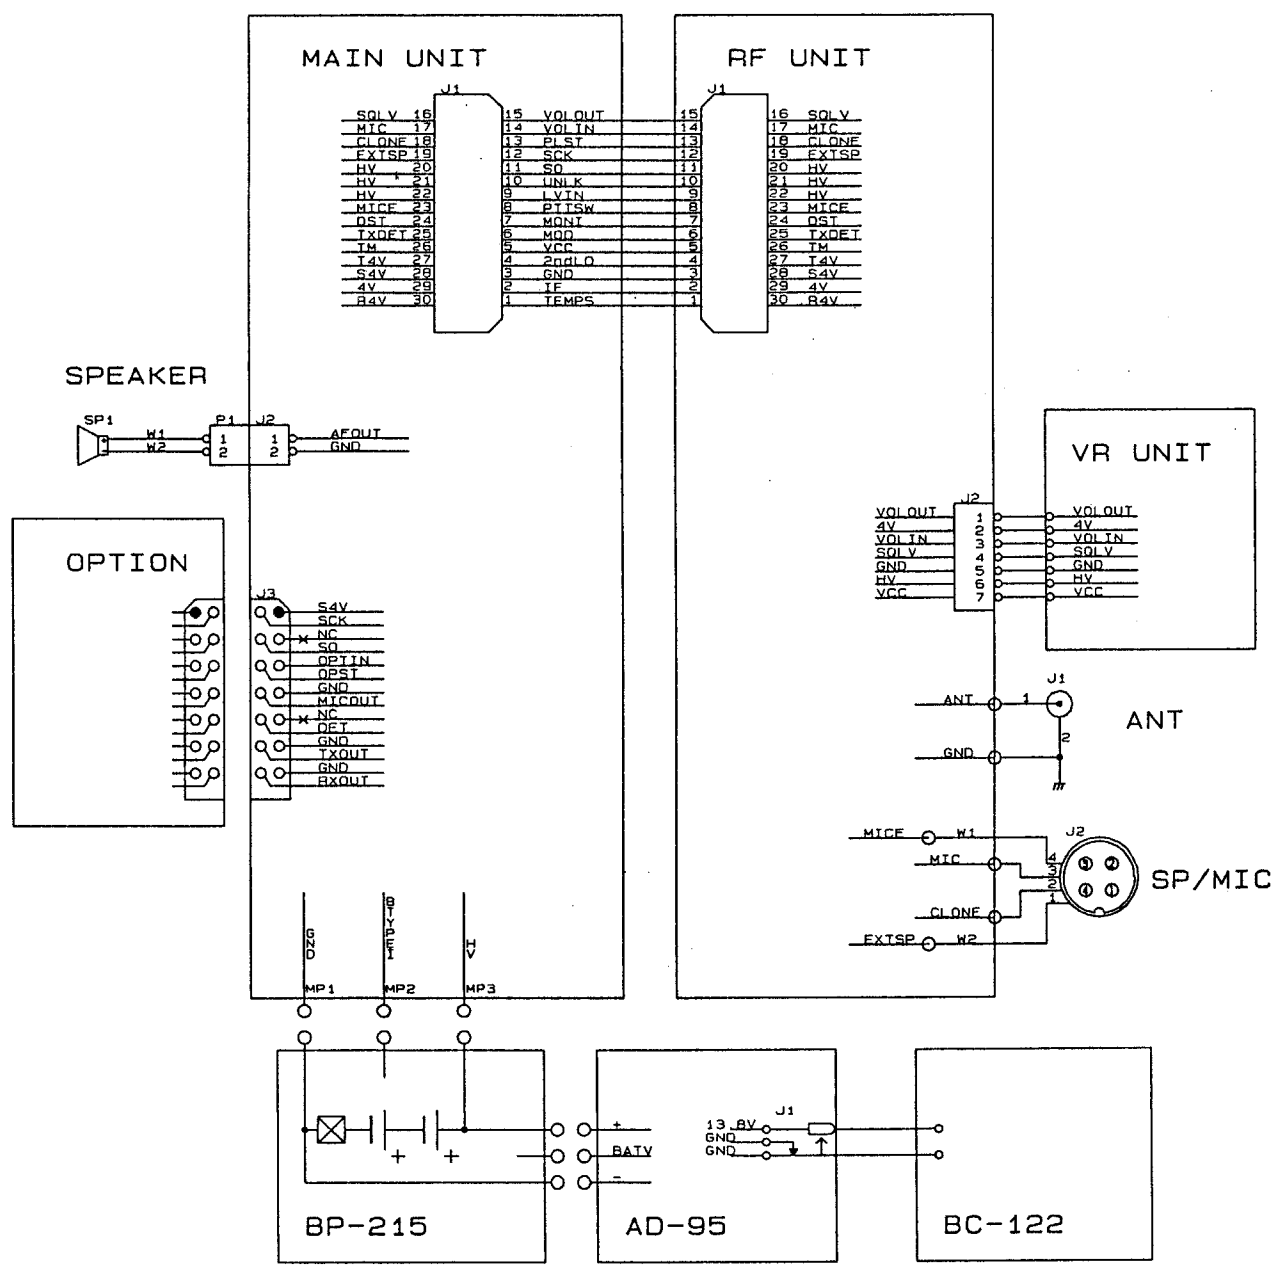 MAIN UNIT
RF UNIT
J1
J1
SQLV 16 15 VOLOUT 15 16 SQLV
MIC 17 14 VOLIN 14 17 MIC
CLONE 18 13 PLST 13 18 CLONE
EXTSP 19 12 SCK 12 19 EXTSP
HV 20 11 SO 11 20 HV
HV 21 10 UNLK 10 21 HV
HV 22 9 LVIN 9 22 HV
MICE 23 8 PTTSW 8 23 MICE
DST 24 7 MONI 7 24 DST
TXDET 25 6 MOD 6 25 TXDET
TM 26 5 VCC 5 26 TM
T4V 27 4 2ndLO 4 27 T4V
S4V 28 3 GND 3 28 S4V
4V 29 2 IF 2 29 4V
R4V 30 1 TEMPS 1 30 R4V
SPEAKER
SP1 P1 J2
W1 1 1 AFOUT
W2 2 2 GND
VR UNIT
J2
VOLOUT 1 VOLOUT
4V 2 4V
VOLIN 3 VOLIN
SQLV 4 SQLV
GND 5 GND
HV 6 HV
VCC 7 VCC
OPTION
J3
S4V
SCK
NC
SO
OPTIN
OPST
GND
MICOUT
NC
DET
GND
TXOUT
GND
RXOUT
J1
ANT 1
ANT
2
GND
MICE W1 J2
MIC 4 3 2 1
3 2
4 1
SP/MIC
CLONE
EXTSP W2
GND
BTYPEI
HV
MP1 MP2 MP3
J1
+ 13.8V
GND
+ + BATV GND
-
BP-215
AD-95
BC-122